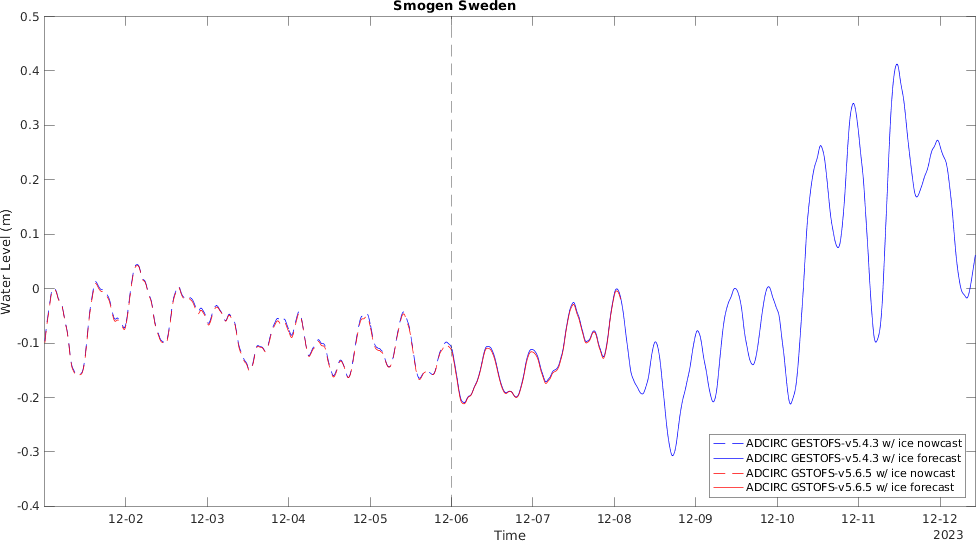 Smogen Sweden
0.5
0.4
0.3
0.2
0.1
0
-0.1
-0.2
-0.3
-0.4
Water Level (m)
12-02 12-03 12-04 12-05 12-06 12-07 12-08 12-09 12-10 12-11 12-12
2023
Time
ADCIRC GESTOFS-v5.4.3 w/ ice nowcast
ADCIRC GESTOFS-v5.4.3 w/ ice forecast
ADCIRC GSTOFS-v5.6.5 w/ ice nowcast
ADCIRC GSTOFS-v5.6.5 w/ ice forecast